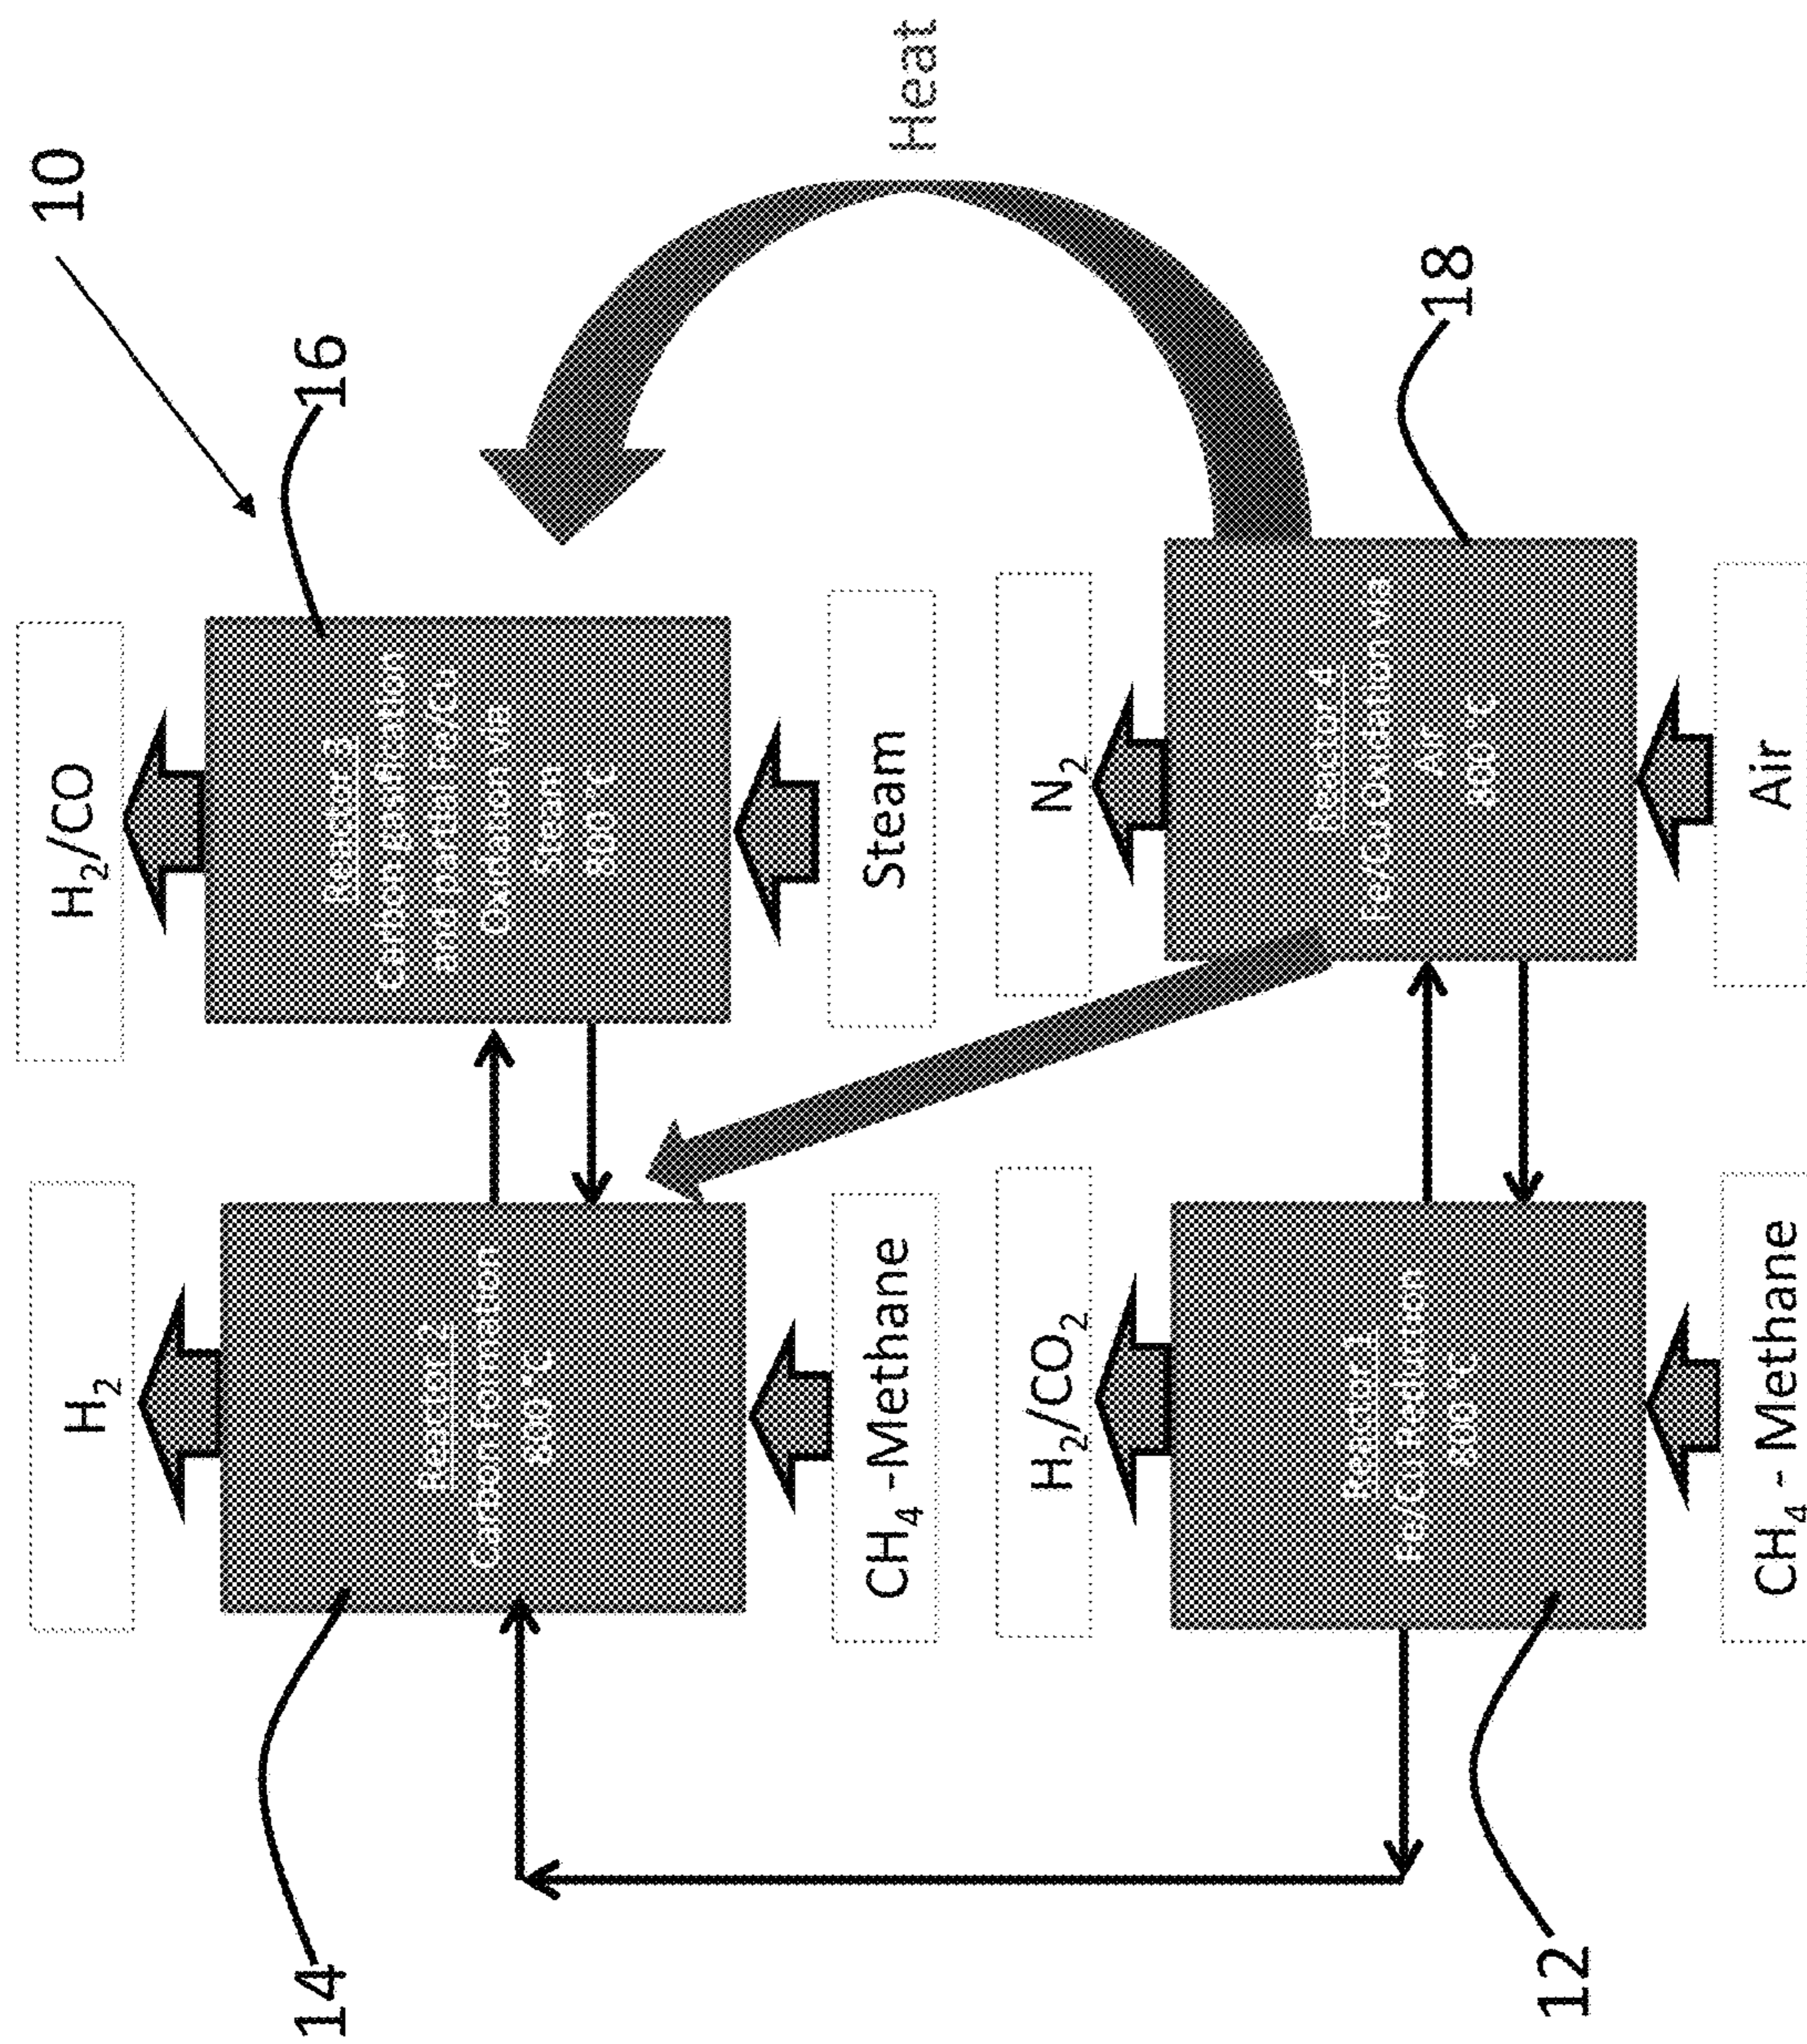 H₂
H₂/CO
10
14
16
Reactor 2
Carbon Formation
800°C
Reactor 3
Carbon gasification
and partial Fe/Cu
Oxidation via
Steam
800°C
CH₄ -Methane
Steam
Heat
H₂/CO₂
N₂
12
18
Reactor 1
Fe/Cu Reduction
800°C
Reactor 4
Fe/Cu Oxidation via
Air
800°C
CH₄ - Methane
Air